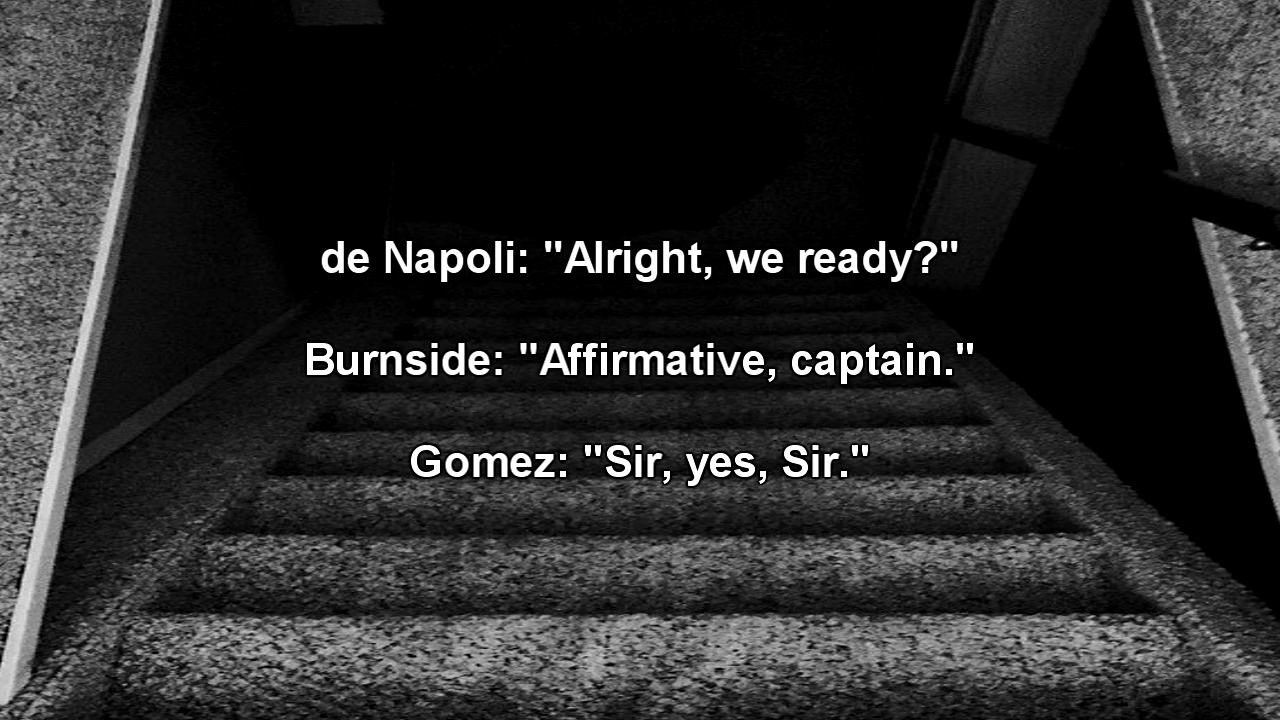 de Napoli: "Alright, we ready?"
Burnside: "Affirmative, captain."
Gomez: "Sir, yes, Sir."